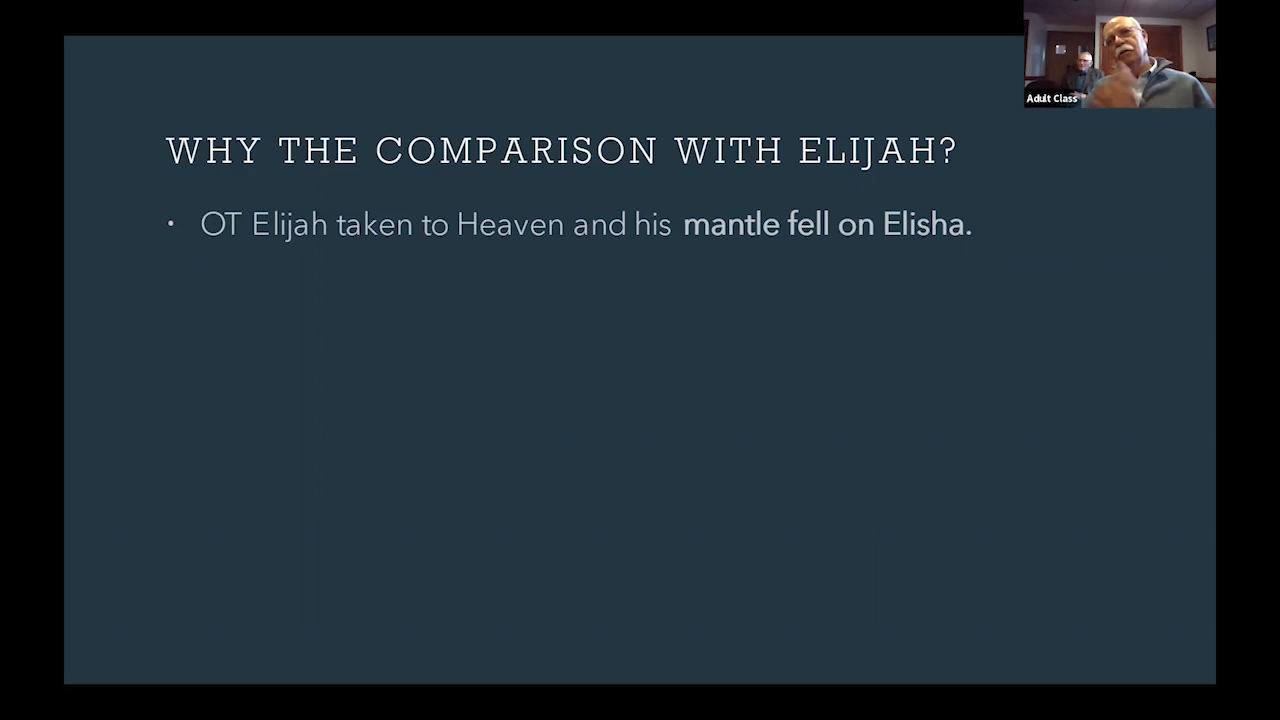 Adult Class
WHY THE COMPARISON WITH ELIJAH?
• OT Elijah taken to Heaven and his mantle fell on Elisha.